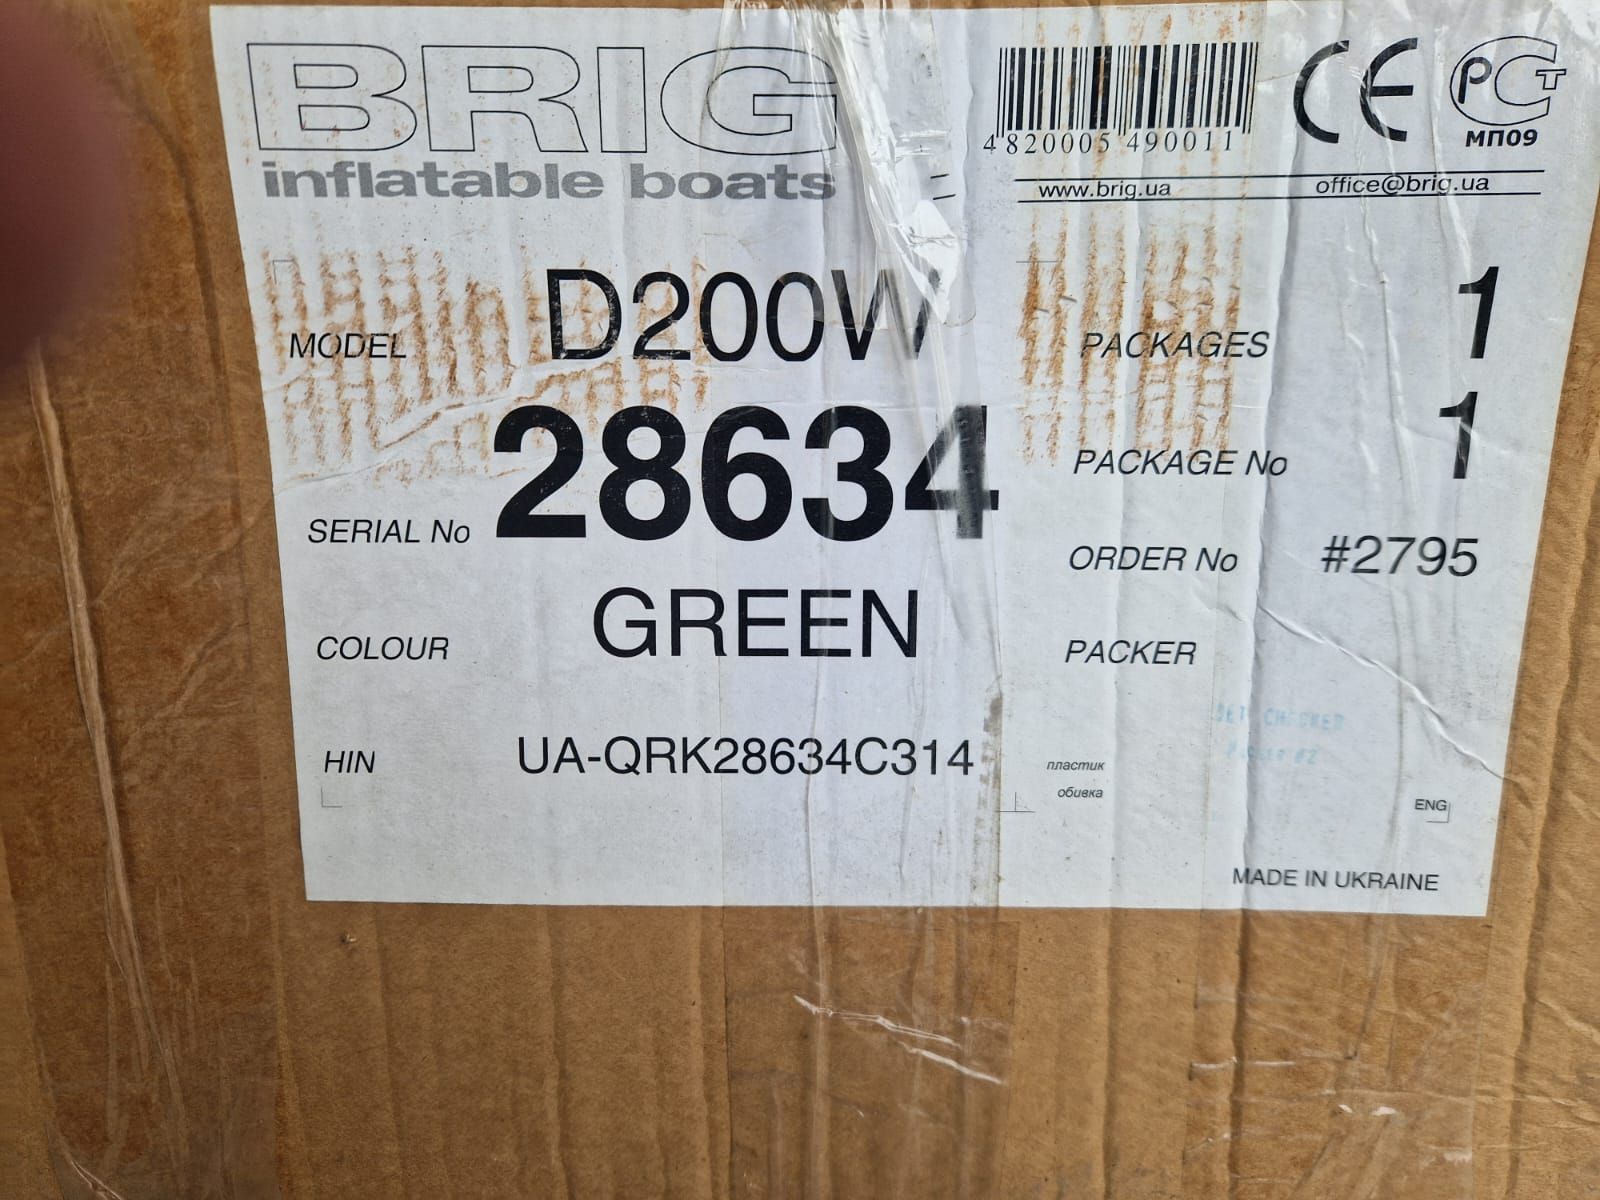 BRIG
inflatable boats
4 820005 490011
CE
PCT
МП09
www.brig.ua office@brig.ua
MODEL D200W
PACKAGES 1
SERIAL No 28634
PACKAGE No 1
ORDER No #2795
COLOUR GREEN
PACKER
CHECKED
HIN UA-QRK28634C314
пластик
обивка
ENG
MADE IN UKRAINE